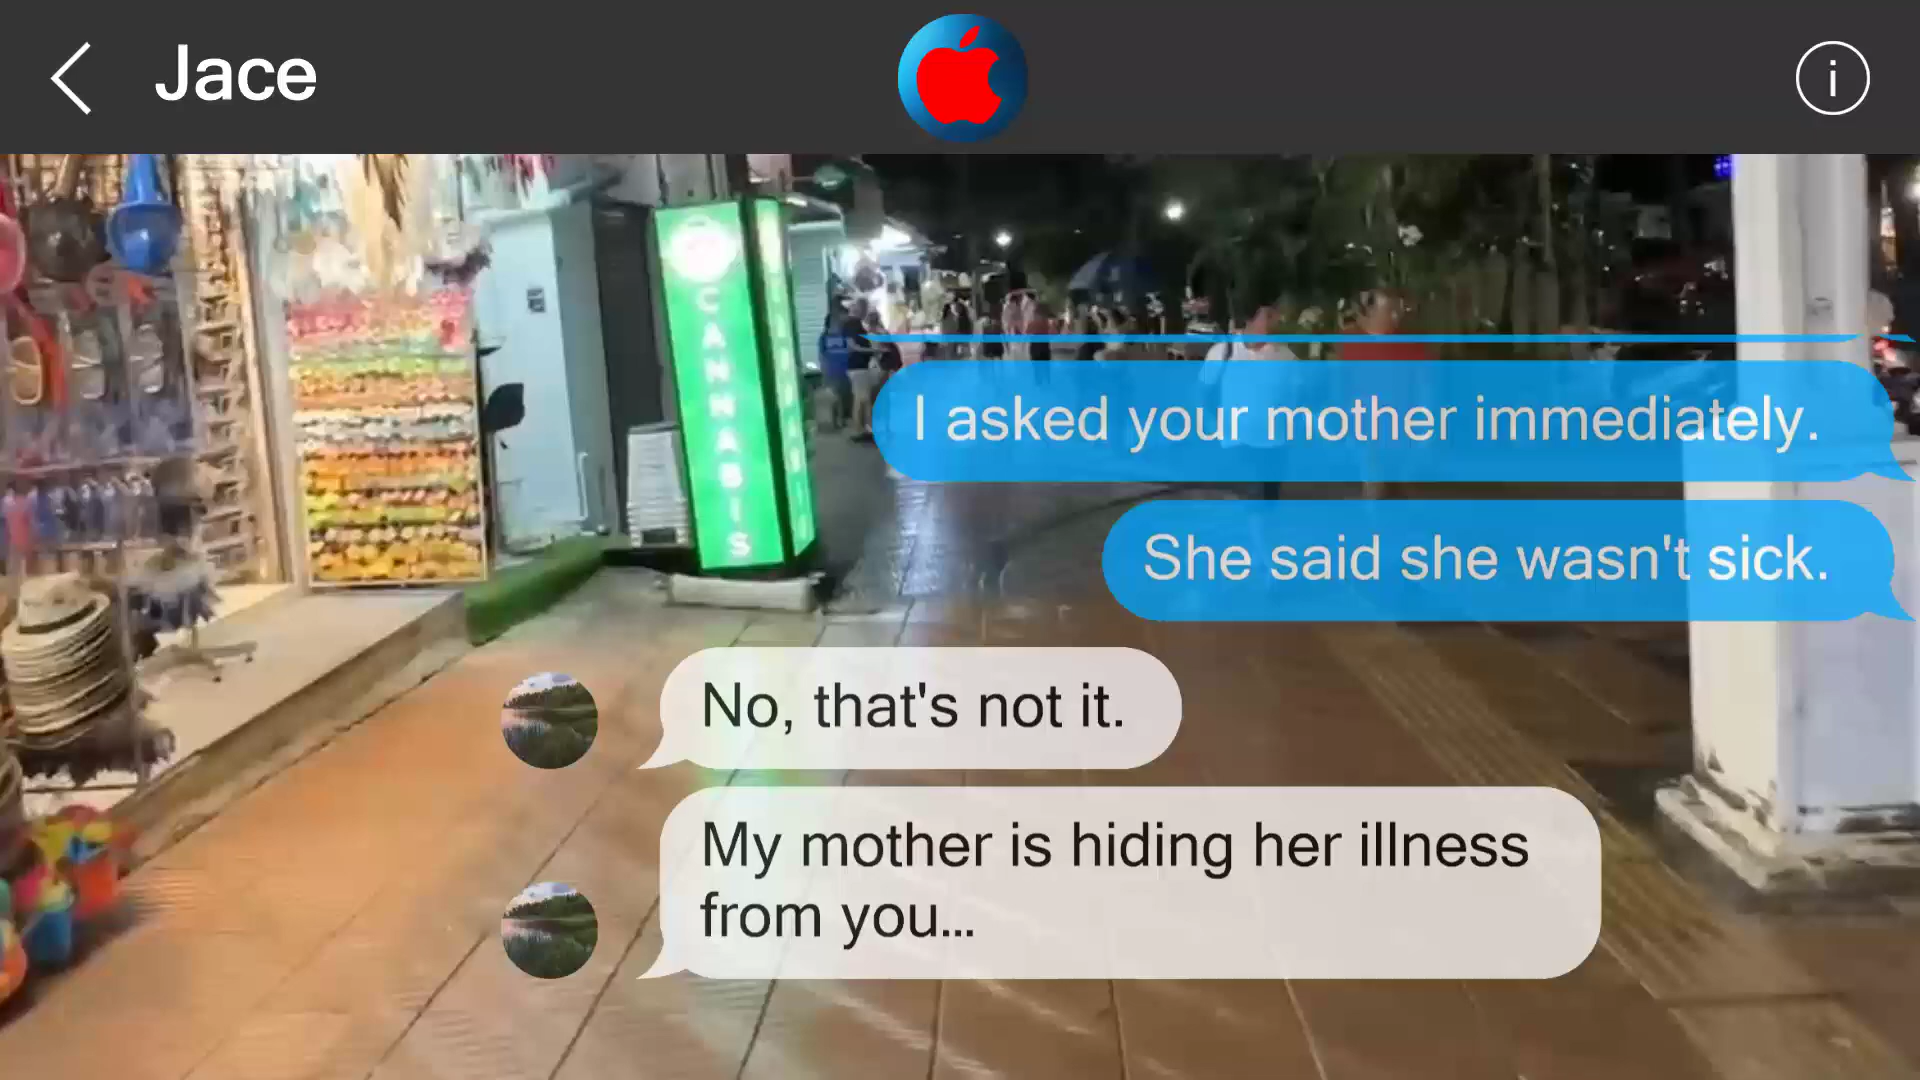 Jace
i
CANNABIS
I asked your mother immediately.
She said she wasn't sick.
No, that's not it.
My mother is hiding her illness
from you...